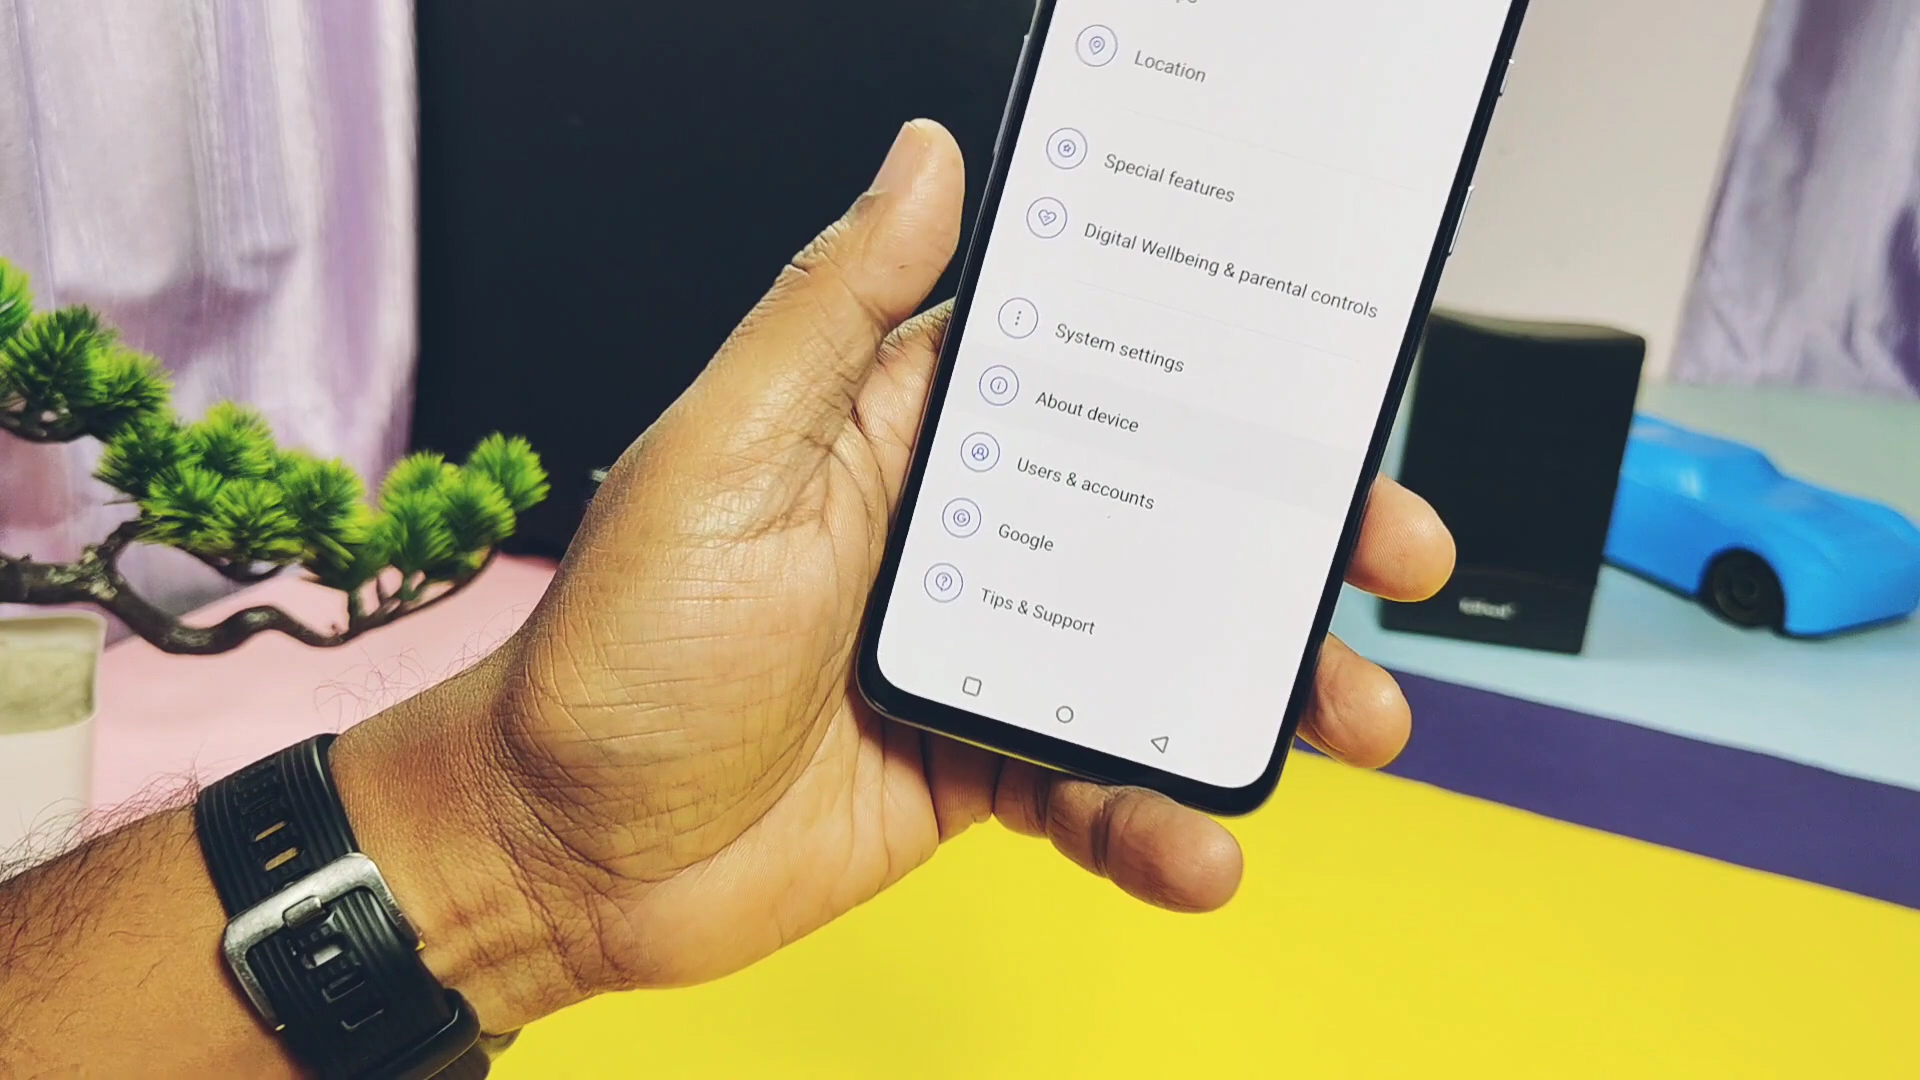 Location
Special features
Digital Wellbeing & parental controls
System settings
About device
Users & accounts
Google
Tips & Support